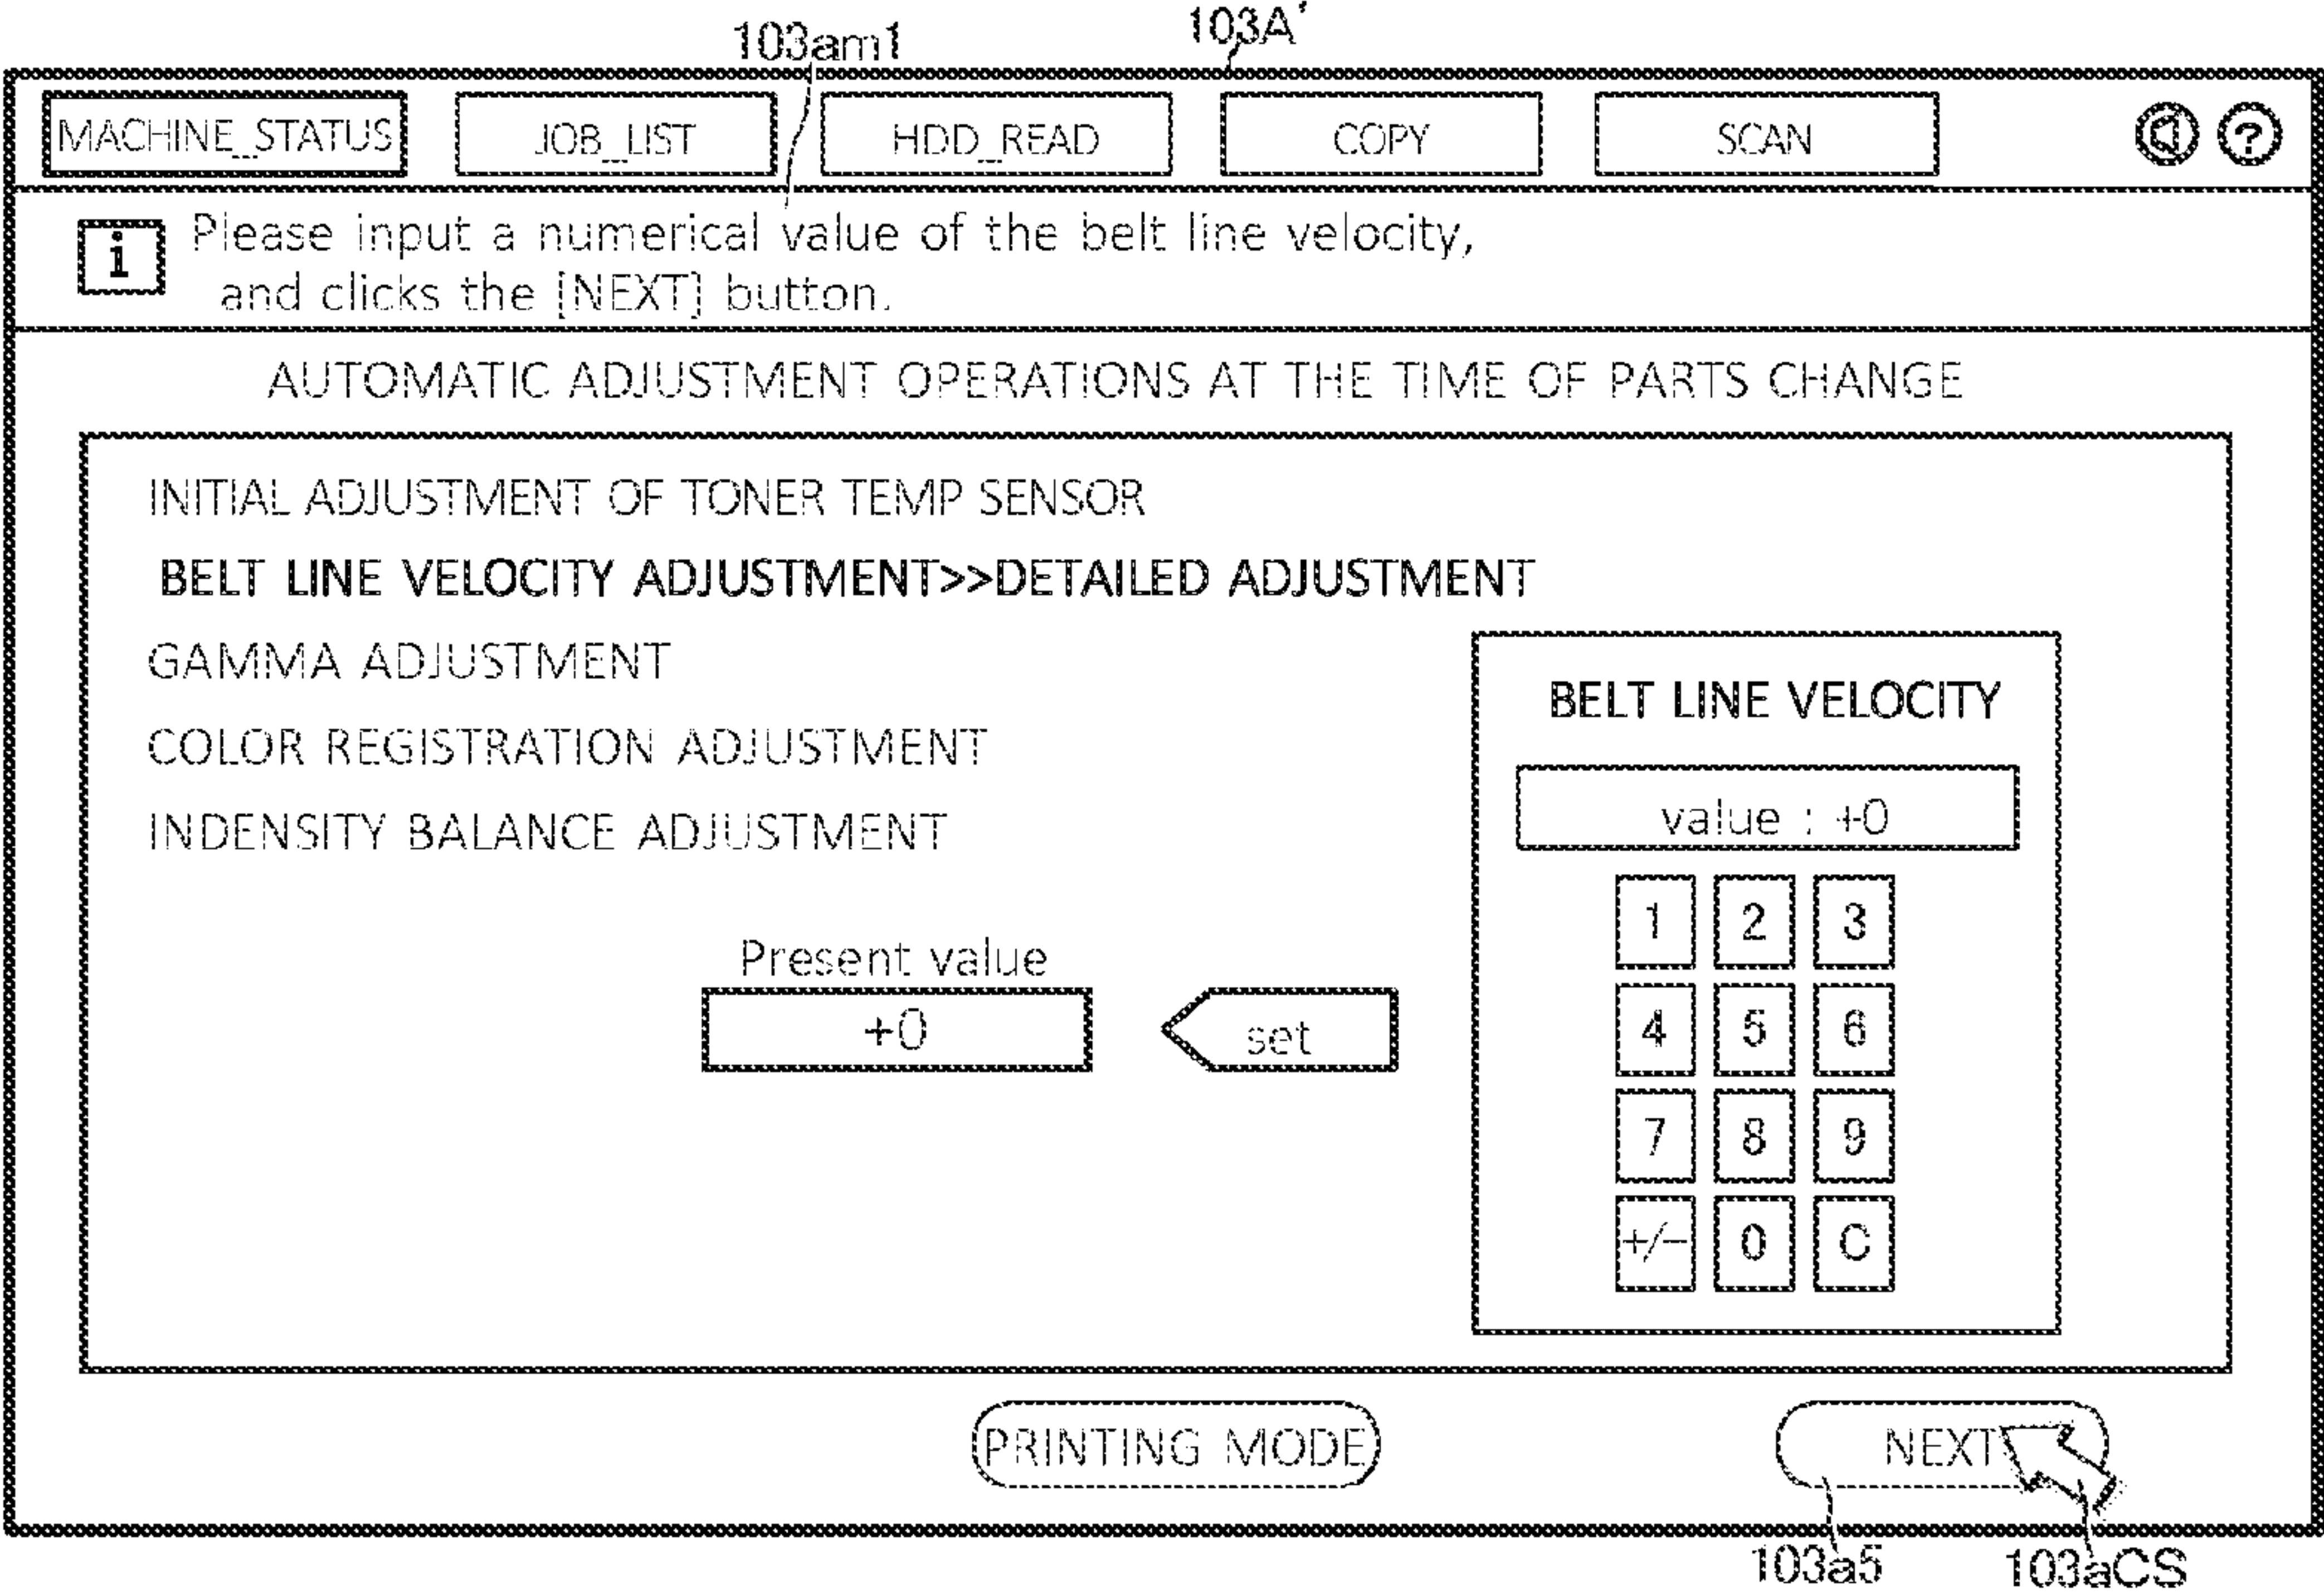 103am1 103A'
MACHINE_STATUS JOB_LIST HDD_READ COPY SCAN ?
i Please input a numerical value of the belt line velocity,
and clicks the [NEXT] button.
AUTOMATIC ADJUSTMENT OPERATIONS AT THE TIME OF PARTS CHANGE
INITIAL ADJUSTMENT OF TONER TEMP SENSOR
BELT LINE VELOCITY ADJUSTMENT>>DETAILED ADJUSTMENT
GAMMA ADJUSTMENT
COLOR REGISTRATION ADJUSTMENT
INDENSITY BALANCE ADJUSTMENT
Present value
+0
set
BELT LINE VELOCITY
value : +0
1 2 3
4 5 6
7 8 9
+/- 0 C
PRINTING MODE NEXT
103a5 103aCS